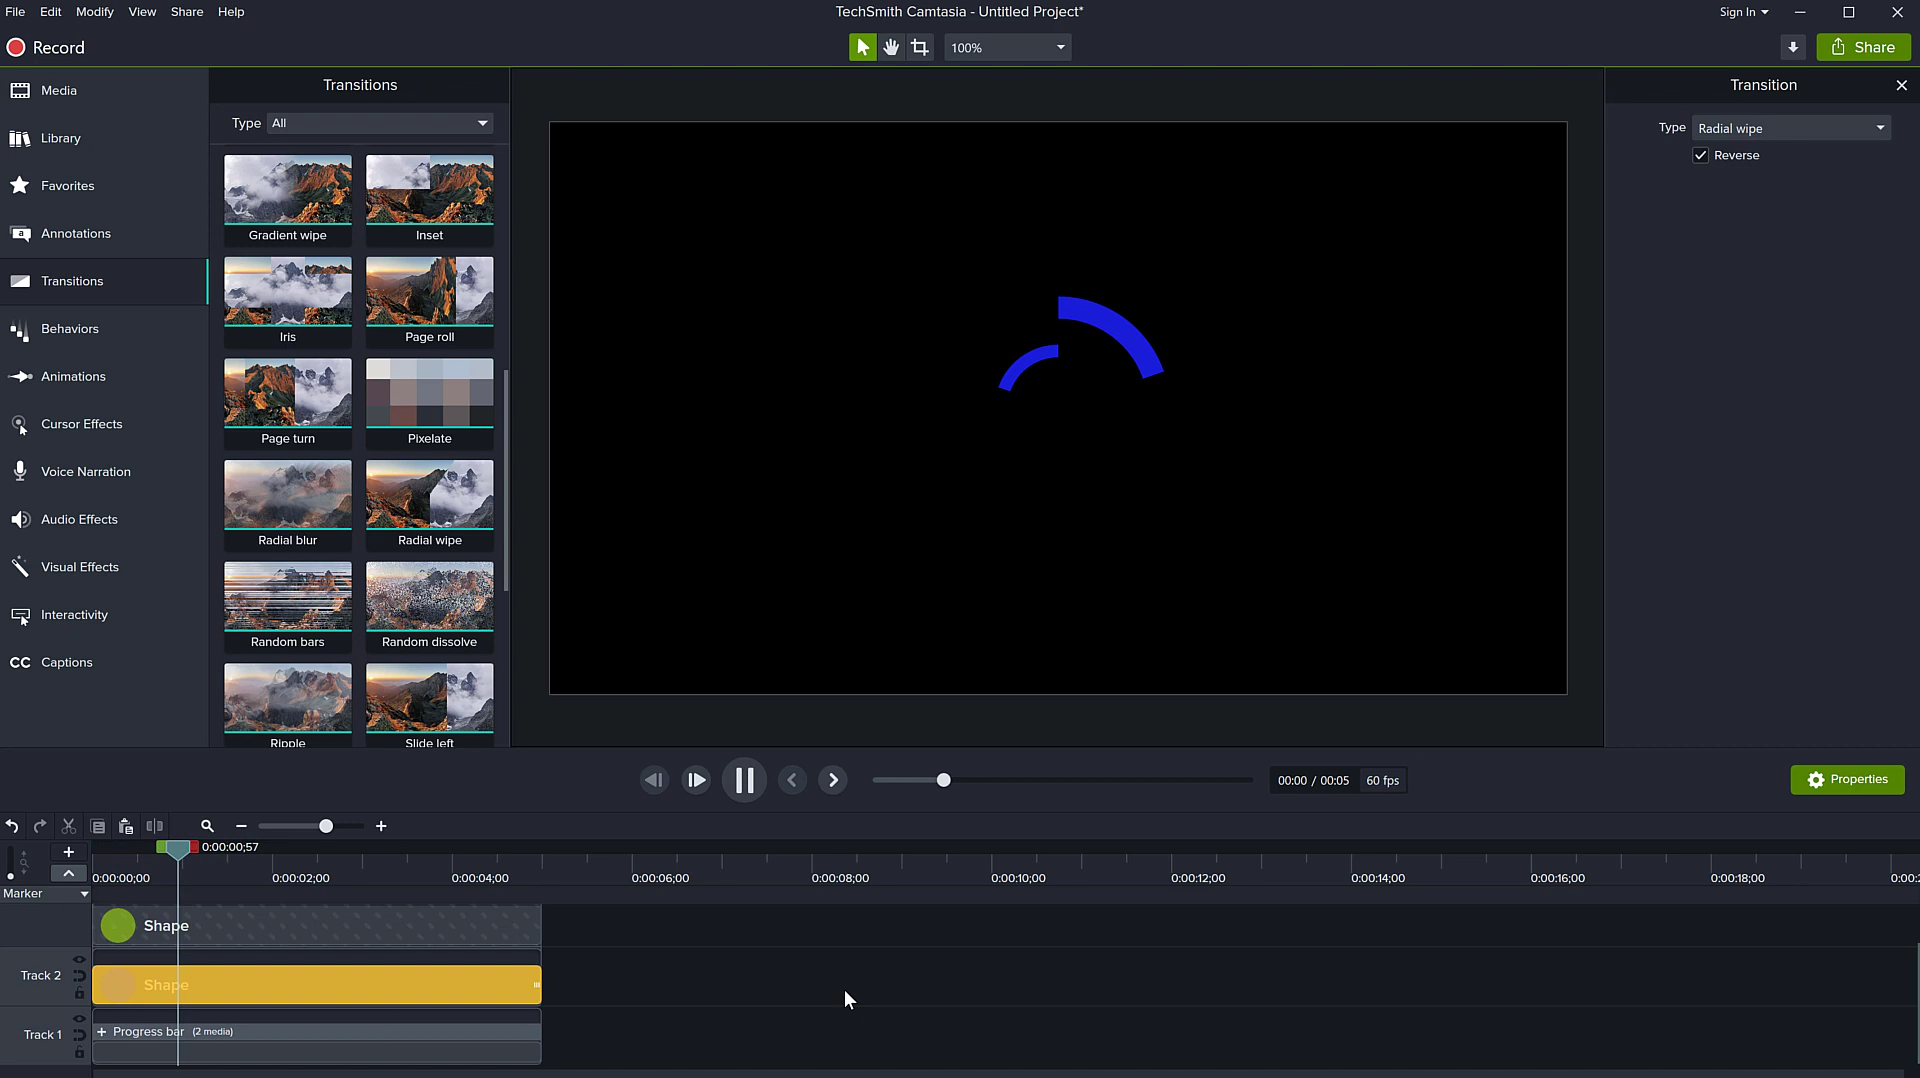 File Edit Modify View Share Help
TechSmith Camtasia - Untitled Project*
Sign In
Record
100%
Share
Media
Library
Favorites
Annotations
Transitions
Behaviors
Animations
Cursor Effects
Voice Narration
Audio Effects
Visual Effects
Interactivity
CC Captions
Transitions
Type All
Gradient wipe
Inset
Iris
Page roll
Page turn
Pixelate
Radial blur
Radial wipe
Random bars
Random dissolve
Ripple
Slide left
Transition
Type Radial wipe
Reverse
00:00 / 00:05 60 fps
Properties
0:00:00;57
0:00:00;00 0:00:02;00 0:00:04;00 0:00:06;00 0:00:08;00 0:00:10;00 0:00:12;00 0:00:14;00 0:00:16;00 0:00:18;00
Marker
Shape
Track 2
Shape
Track 1
+ Progress bar (2 media)